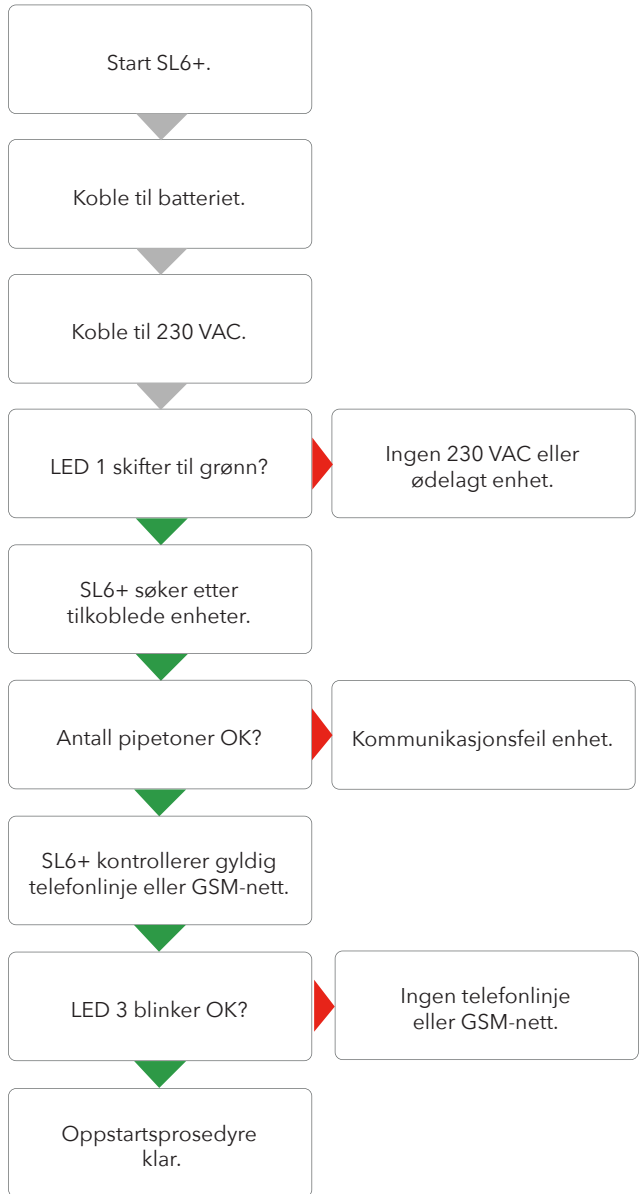 Start SL6+.
Koble til batteriet.
Koble til 230 VAC.
LED 1 skifter til grønn?
Ingen 230 VAC eller
ødelagt enhet.
SL6+ søker etter
tilkoblede enheter.
Antall pipetoner OK?
Kommunikasjonsfeil enhet.
SL6+ kontrollerer gyldig
telefonlinje eller GSM-nett.
LED 3 blinker OK?
Ingen telefonlinje
eller GSM-nett.
Oppstartsprosedyre
klar.